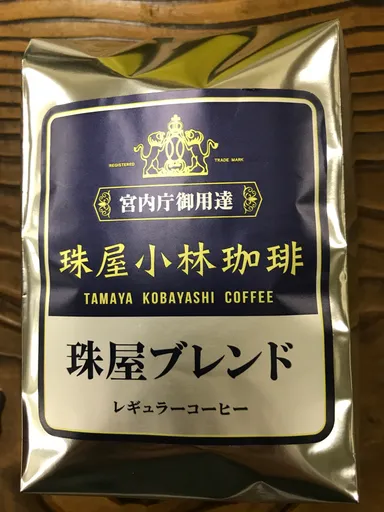 REGISTERED TRADE MARK
宮内庁御用達
珠屋小林珈琲
TAMAYA KOBAYASHI COFFEE
珠屋ブレンド
レギュラーコーヒー